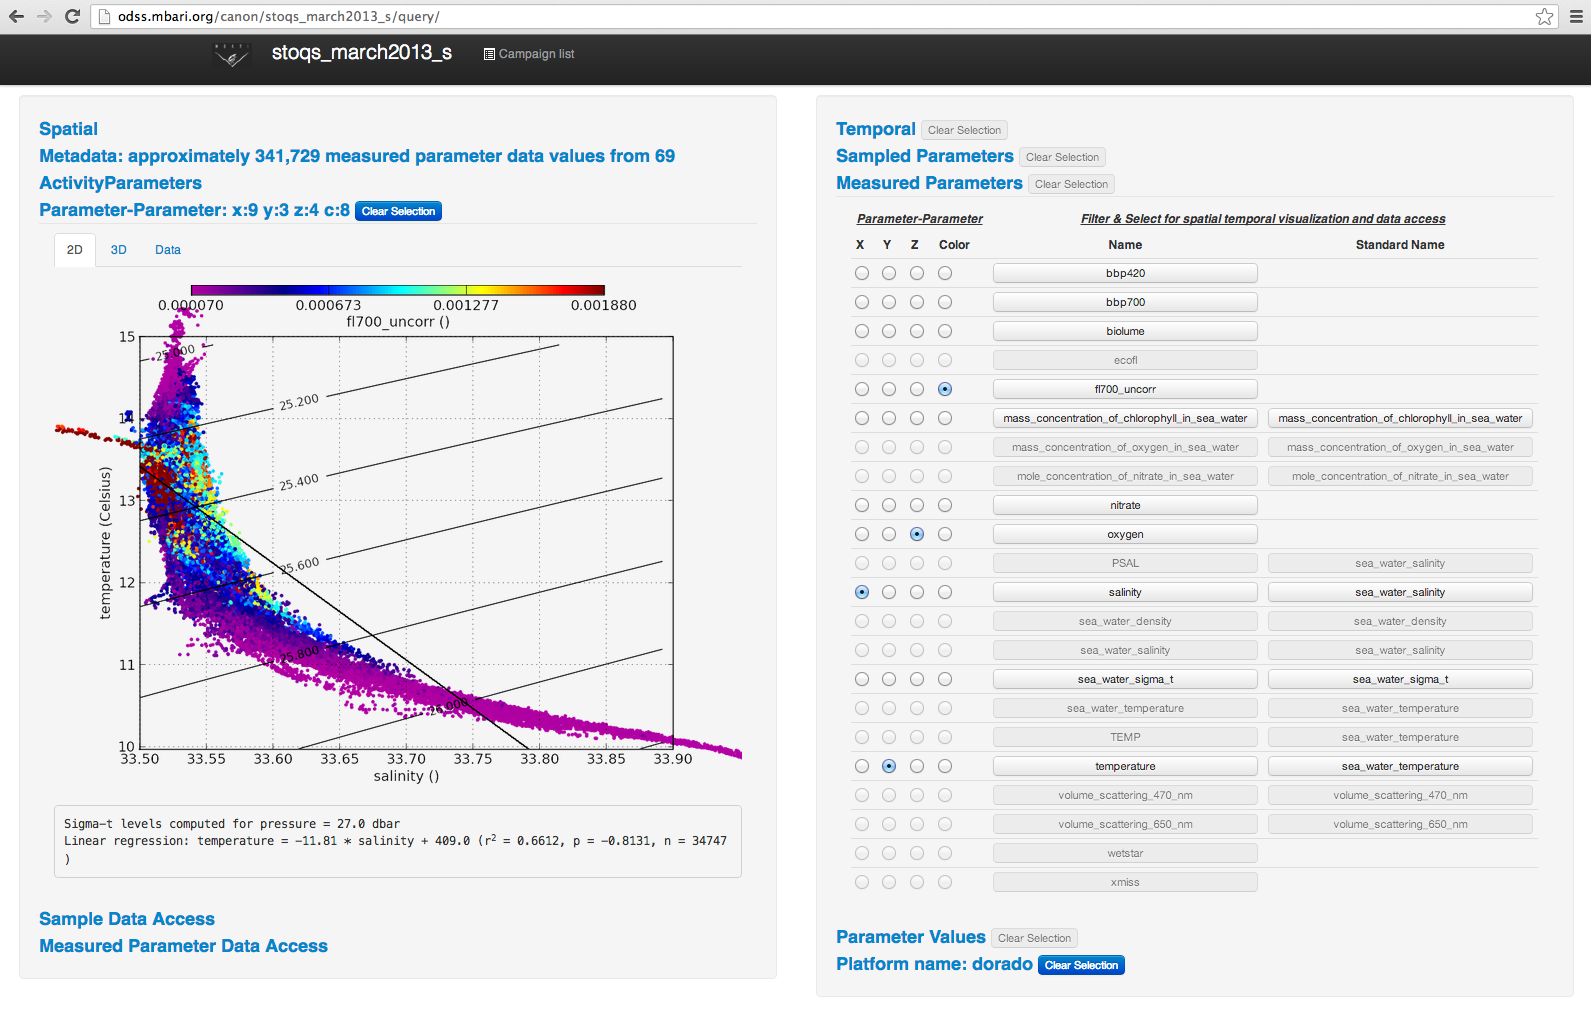 odss.mbari.org/canon/stoqs_march2013_s/query/
stoqs_march2013_s
Campaign list
Spatial
Metadata: approximately 341,729 measured parameter data values from 69
ActivityParameters
Parameter-Parameter: x:9 y:3 z:4 c:8 Clear Selection
2D 3D Data
0.000070 0.000673 0.001277 0.001880
fl700_uncorr ()
15
14
13
12
11
10
temperature (Celsius)
25.000
25.200
25.400
25.600
25.800
26.000
33.50 33.55 33.60 33.65 33.70 33.75 33.80 33.85 33.90
salinity ()
Sigma-t levels computed for pressure = 27.0 dbar
Linear regression: temperature = -11.81 * salinity + 409.0 (r² = 0.6612, p = -0.8131, n = 34747
)
Sample Data Access
Measured Parameter Data Access
Temporal Clear Selection
Sampled Parameters Clear Selection
Measured Parameters Clear Selection
Parameter-Parameter Filter & Select for spatial temporal visualization and data access
X Y Z Color Name Standard Name
bbp420
bbp700
biolume
ecofl
fl700_uncorr
mass_concentration_of_chlorophyll_in_sea_water mass_concentration_of_chlorophyll_in_sea_water
mass_concentration_of_oxygen_in_sea_water mass_concentration_of_oxygen_in_sea_water
mole_concentration_of_nitrate_in_sea_water mole_concentration_of_nitrate_in_sea_water
nitrate
oxygen
PSAL sea_water_salinity
salinity sea_water_salinity
sea_water_density sea_water_density
sea_water_salinity sea_water_salinity
sea_water_sigma_t sea_water_sigma_t
sea_water_temperature sea_water_temperature
TEMP sea_water_temperature
temperature sea_water_temperature
volume_scattering_470_nm volume_scattering_470_nm
volume_scattering_650_nm volume_scattering_650_nm
wetstar
xmiss
Parameter Values Clear Selection
Platform name: dorado Clear Selection